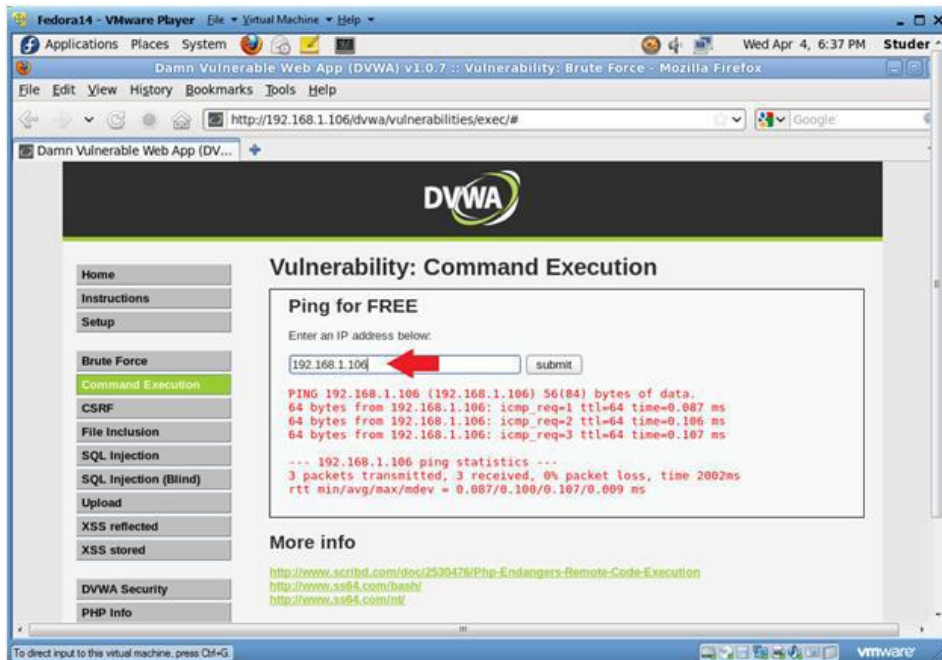 Fedora14 - VMware Player File Virtual Machine Help
Applications Places System Wed Apr 4, 6:37 PM Studer
Damn Vulnerable Web App (DVWA) v1.0.7 :: Vulnerability: Brute Force - Mozilla Firefox
File Edit View History Bookmarks Tools Help
http://192.168.1.106/dvwa/vulnerabilities/exec/# Google
Damn Vulnerable Web App (DV...
DVWA
Home
Instructions
Setup
Brute Force
Command Execution
CSRF
File Inclusion
SQL Injection
SQL Injection (Blind)
Upload
XSS reflected
XSS stored
DVWA Security
PHP Info
Vulnerability: Command Execution
Ping for FREE
Enter an IP address below:
192.168.1.106 submit
PING 192.168.1.106 (192.168.1.106) 56(84) bytes of data.
64 bytes from 192.168.1.106: icmp_req=1 ttl=64 time=0.087 ms
64 bytes from 192.168.1.106: icmp_req=2 ttl=64 time=0.106 ms
64 bytes from 192.168.1.106: icmp_req=3 ttl=64 time=0.107 ms
--- 192.168.1.106 ping statistics ---
3 packets transmitted, 3 received, 0% packet loss, time 2002ms
rtt min/avg/max/mdev = 0.087/0.100/0.107/0.009 ms
More info
http://www.scribd.com/doc/2530476/Php-Endangers-Remote-Code-Execution
http://www.ss64.com/bash/
http://www.ss64.com/nt/
To direct input to this virtual machine, press Ctrl+G. vmware